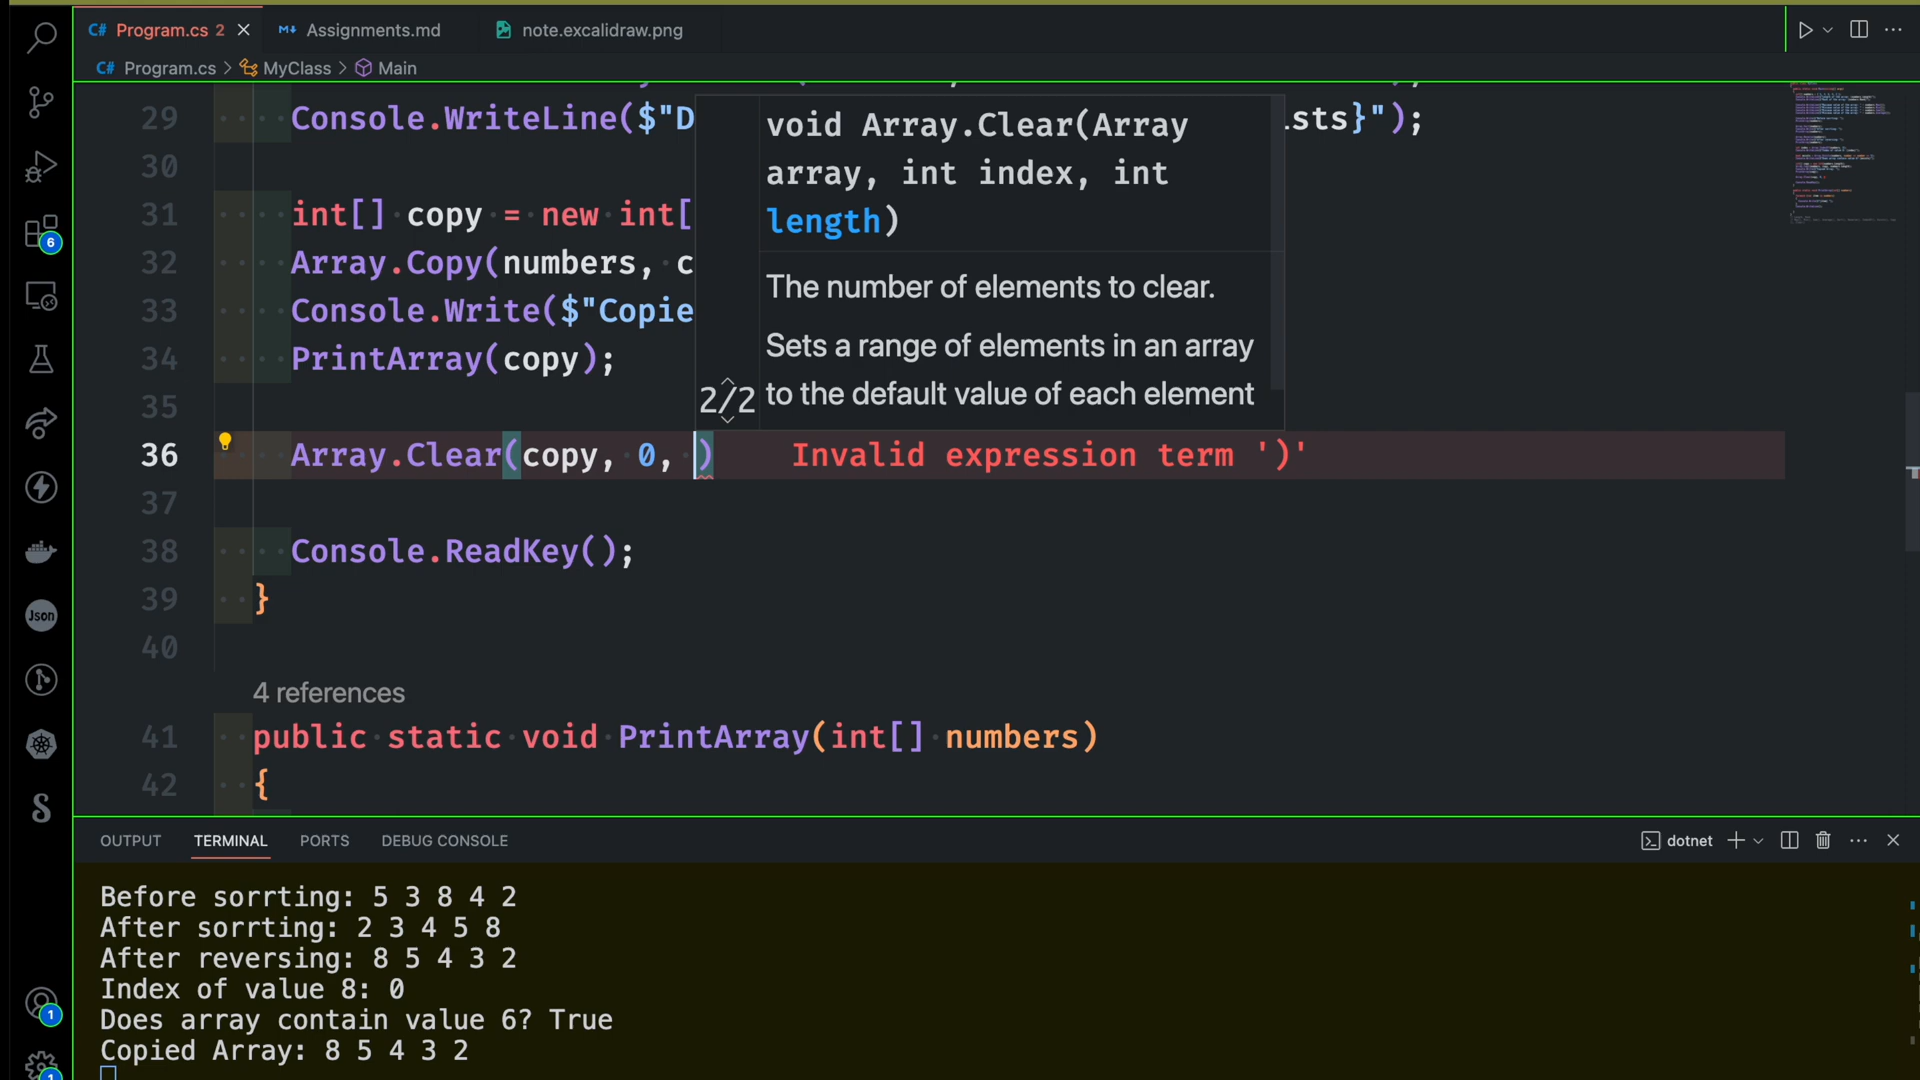 C# Program.cs 2 Assignments.md note.excalidraw.png
C# Program.cs > MyClass > Main
29 Console.WriteLine($"D
sts}");
void Array.Clear(Array
array, int index, int
length)
The number of elements to clear.
Sets a range of elements in an array
to the default value of each element
2/2
30
31 int[] copy = new int[
32 Array.Copy(numbers, c
33 Console.Write($"Copie
34 PrintArray(copy);
35
36 Array.Clear(copy, 0, ) Invalid expression term ')'
37
38 Console.ReadKey();
39 }
40
4 references
41 public static void PrintArray(int[] numbers)
42 {
6
Json
1
1
OUTPUT TERMINAL PORTS DEBUG CONSOLE dotnet
Before sorrting: 5 3 8 4 2
After sorrting: 2 3 4 5 8
After reversing: 8 5 4 3 2
Index of value 8: 0
Does array contain value 6? True
Copied Array: 8 5 4 3 2